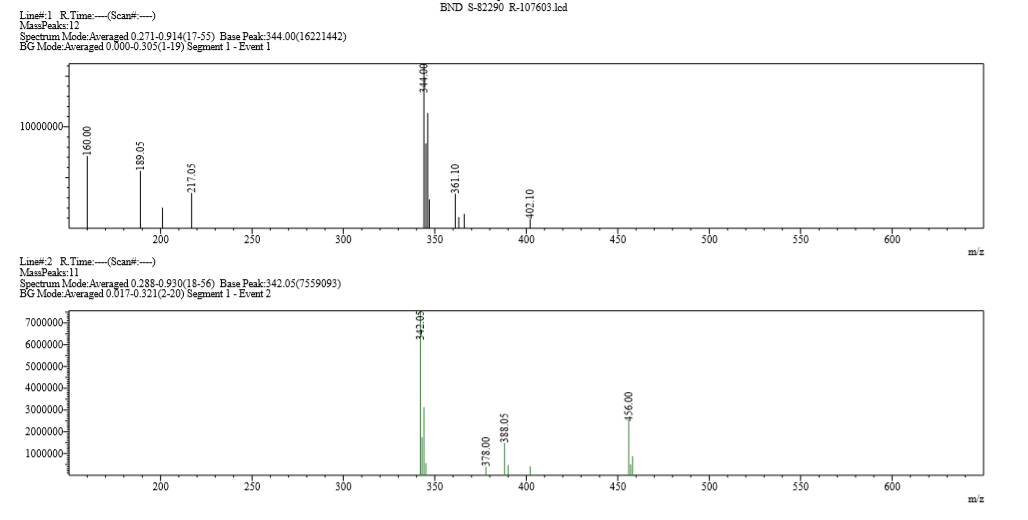 BND S-82290 R-107603.lcd
Line#:1 R.Time:----(Scan#:----)
MassPeaks:12
Spectrum Mode:Averaged 0.271-0.914(17-55) Base Peak:344.00(16221442)
BG Mode:Averaged 0.000-0.305(1-19) Segment 1 - Event 1
344.00
10000000
160.00
189.05
217.05
361.10
402.10
200 250 300 350 400 450 500 550 600
m/z
Line#:2 R.Time:----(Scan#:----)
MassPeaks:11
Spectrum Mode:Averaged 0.288-0.930(18-56) Base Peak:342.05(7559093)
BG Mode:Averaged 0.017-0.321(2-20) Segment 1 - Event 2
342.05
7000000
6000000
5000000
4000000
3000000
2000000
1000000
378.00
388.05
456.00
200 250 300 350 400 450 500 550 600
m/z